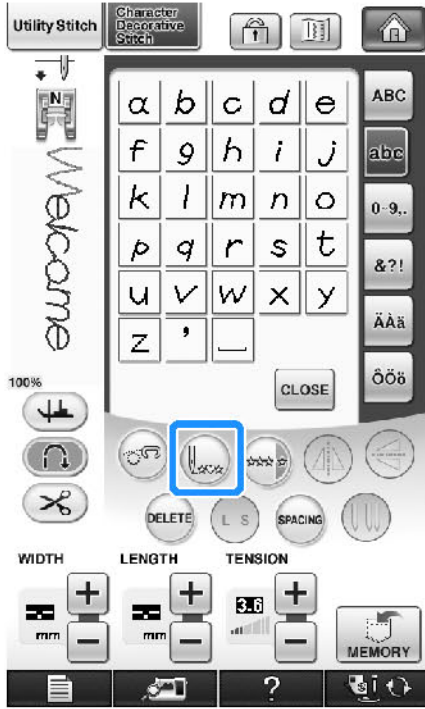 Utility Stitch
Character
Decorative
Stitch
N
Welcome
a b c d e
f g h i j
k l m n o
p q r s t
u v w x y
z ' _
ABC
abc
0-9,.
&?!
ÄÀä
ÔÖö
CLOSE
100%
DELETE
L S
SPACING
WIDTH
LENGTH
TENSION
+
+
3.6
+
mm
mm
−
−
−
MEMORY
?